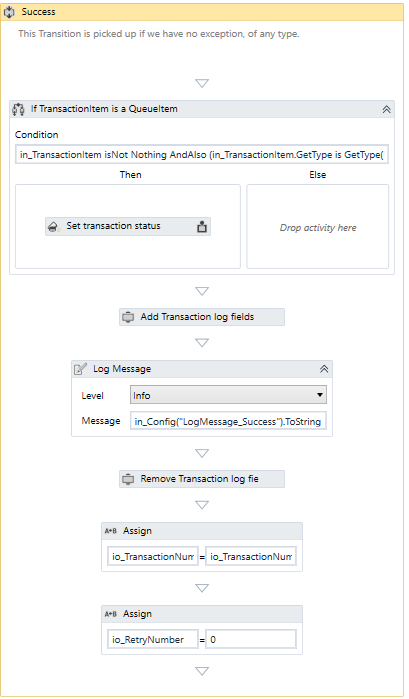 Success
This Transition is picked up if we have no exception, of any type.
If TransactionItem is a QueueItem
Condition
in_TransactionItem isNot Nothing AndAlso (in_TransactionItem.GetType is GetType(
Then
Else
Set transaction status
Drop activity here
Add Transaction log fields
Log Message
Level
Info
Message
in_Config("LogMessage_Success").ToString
Remove Transaction log fie
A+B Assign
io_TransactionNum = io_TransactionNum
A+B Assign
io_RetryNumber = 0